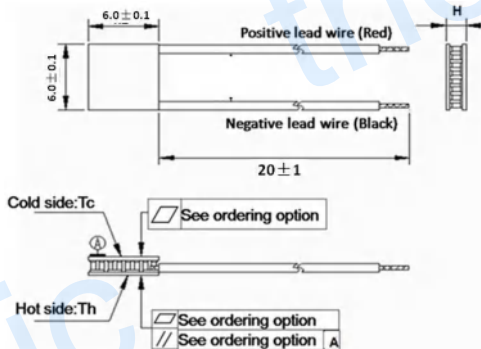 6.0±0.1
H
Positive lead wire (Red)
6.0±0.1
Negative lead wire (Black)
20±1
Cold side:Tc
See ordering option
A
Hot side:Th
See ordering option
// See ordering option A